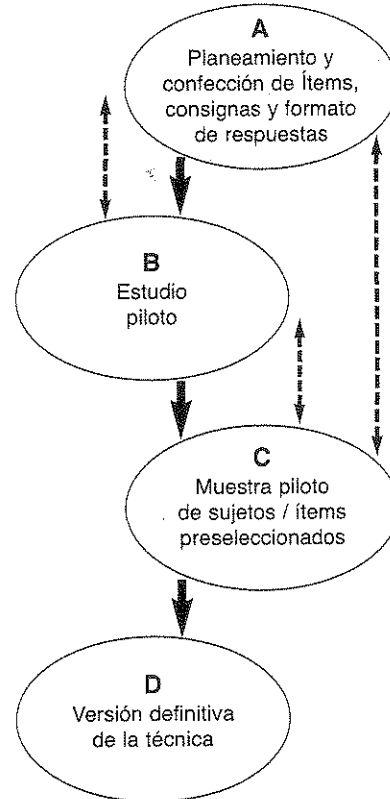 A
Planeamiento y
confección de Ítems,
consignas y formato
de respuestas
B
Estudio
piloto
C
Muestra piloto
de sujetos / ítems
preseleccionados
D
Versión definitiva
de la técnica